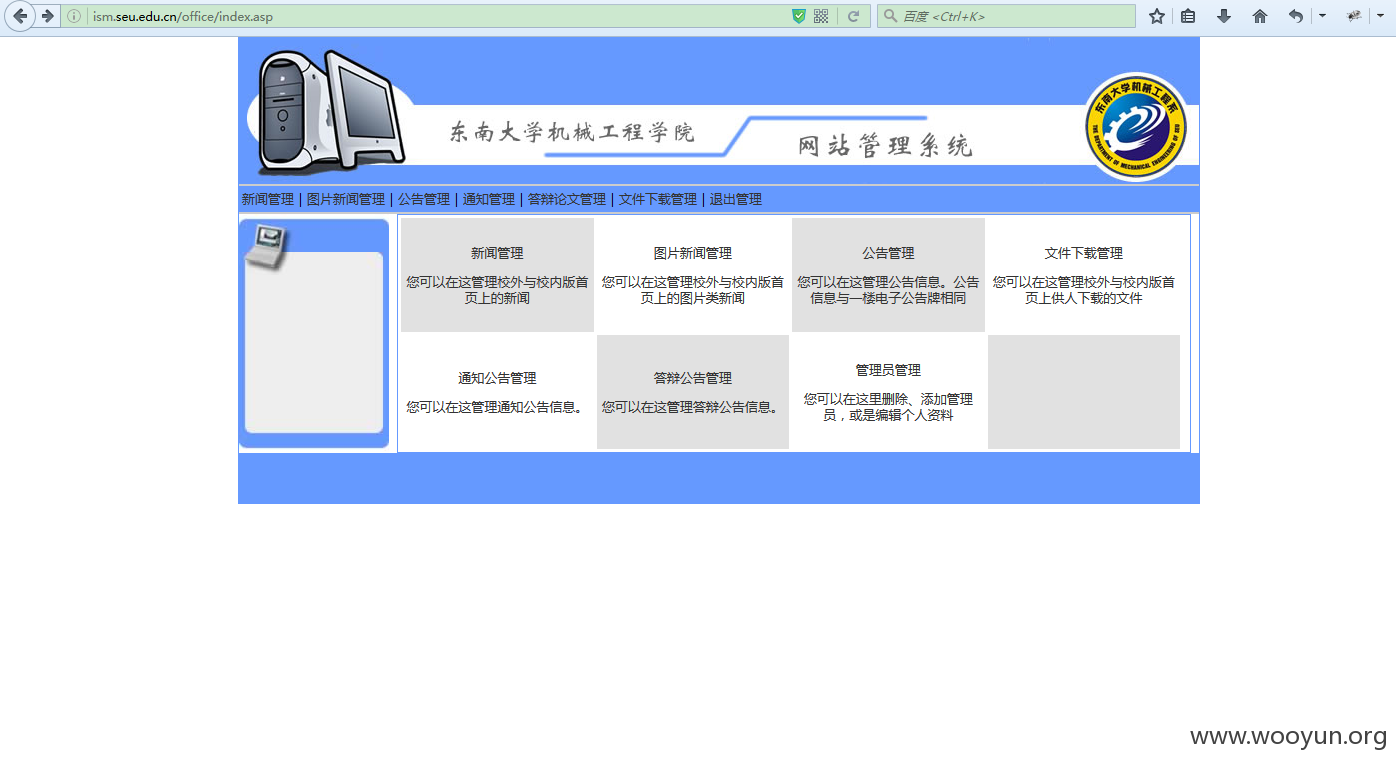 ism.seu.edu.cn/office/index.asp
百度 <Ctrl+K>
东南大学机械工程学院
网站管理系统
东南大学机械工程系
THE DEPARTMENT OF MECHANICAL ENGINEERING OF SEU
新闻管理 | 图片新闻管理 | 公告管理 | 通知管理 | 答辩论文管理 | 文件下载管理 | 退出管理
新闻管理
您可以在这管理校外与校内版首
页上的新闻
图片新闻管理
您可以在这管理校外与校内版首
页上的图片类新闻
公告管理
您可以在这管理公告信息。公告
信息与一楼电子公告牌相同
文件下载管理
您可以在这管理校外与校内版首
页上供人下载的文件
通知公告管理
您可以在这管理通知公告信息。
答辩公告管理
您可以在这管理答辩公告信息。
管理员管理
您可以在这里删除、添加管理
员，或是编辑个人资料
www.wooyun.org